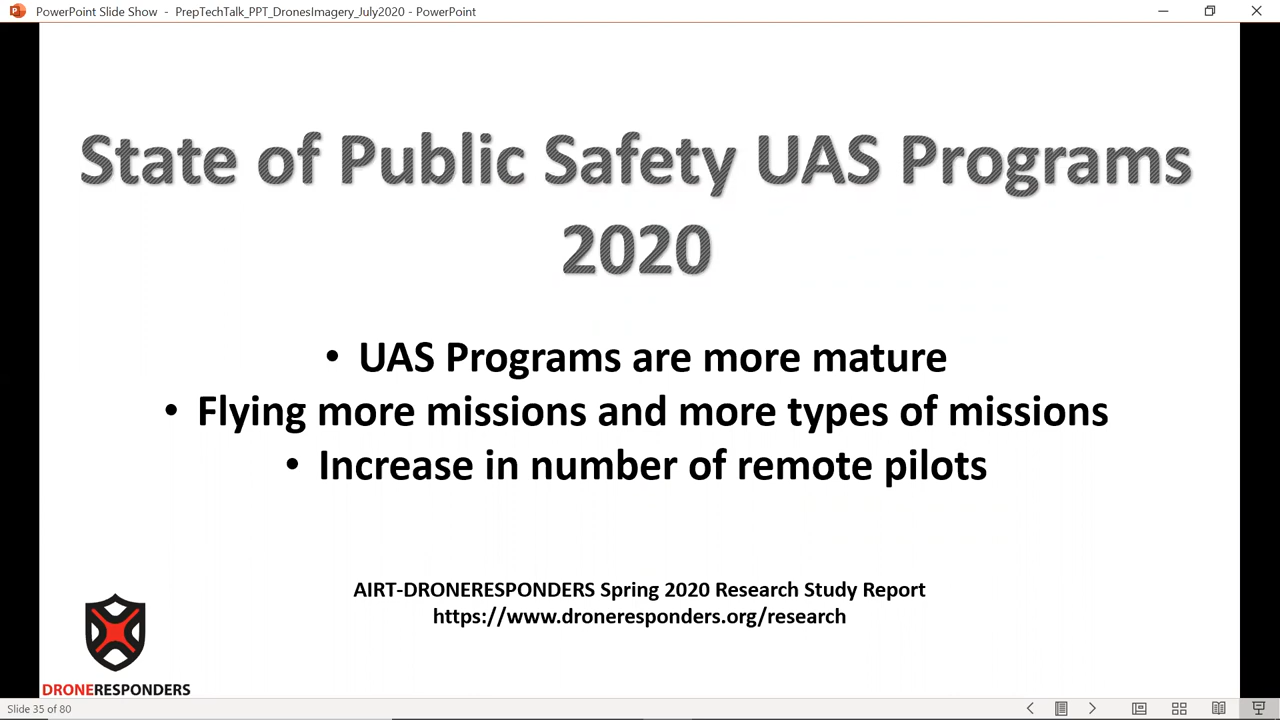 PowerPoint Slide Show - PrepTechTalk_PPT_DronesImagery_July2020 - PowerPoint
State of Public Safety UAS Programs
2020
• UAS Programs are more mature
• Flying more missions and more types of missions
• Increase in number of remote pilots
AIRT-DRONERESPONDERS Spring 2020 Research Study Report
https://www.droneresponders.org/research
DRONERESPONDERS
Slide 35 of 80